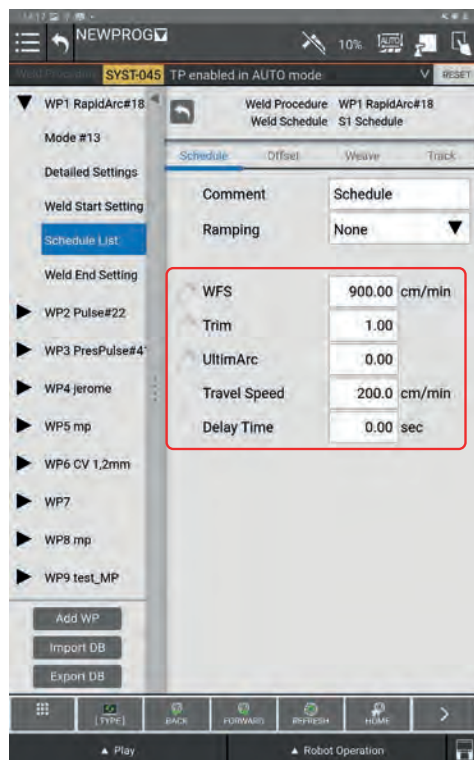 NEWPROG
10%
AUTO
Weld Procedure SYST-045 TP enabled in AUTO mode RESET
WP1 RapidArc#18
Mode #13
Detailed Settings
Weld Start Setting
Schedule List
Weld End Setting
WP2 Pulse#22
WP3 PresPulse#4
WP4 jerome
WP5 mp
WP6 CV 1,2mm
WP7
WP8 mp
WP9 test_MP
Add WP
Import DB
Export DB
Weld Procedure WP1 RapidArc#18
Weld Schedule S1 Schedule
Schedule Offset Weave Track
Comment Schedule
Ramping None
WFS 900.00 cm/min
Trim 1.00
UltimArc 0.00
Travel Speed 200.0 cm/min
Delay Time 0.00 sec
[TYPE] BACK FORWARD REFRESH HOME >
Play Robot Operation